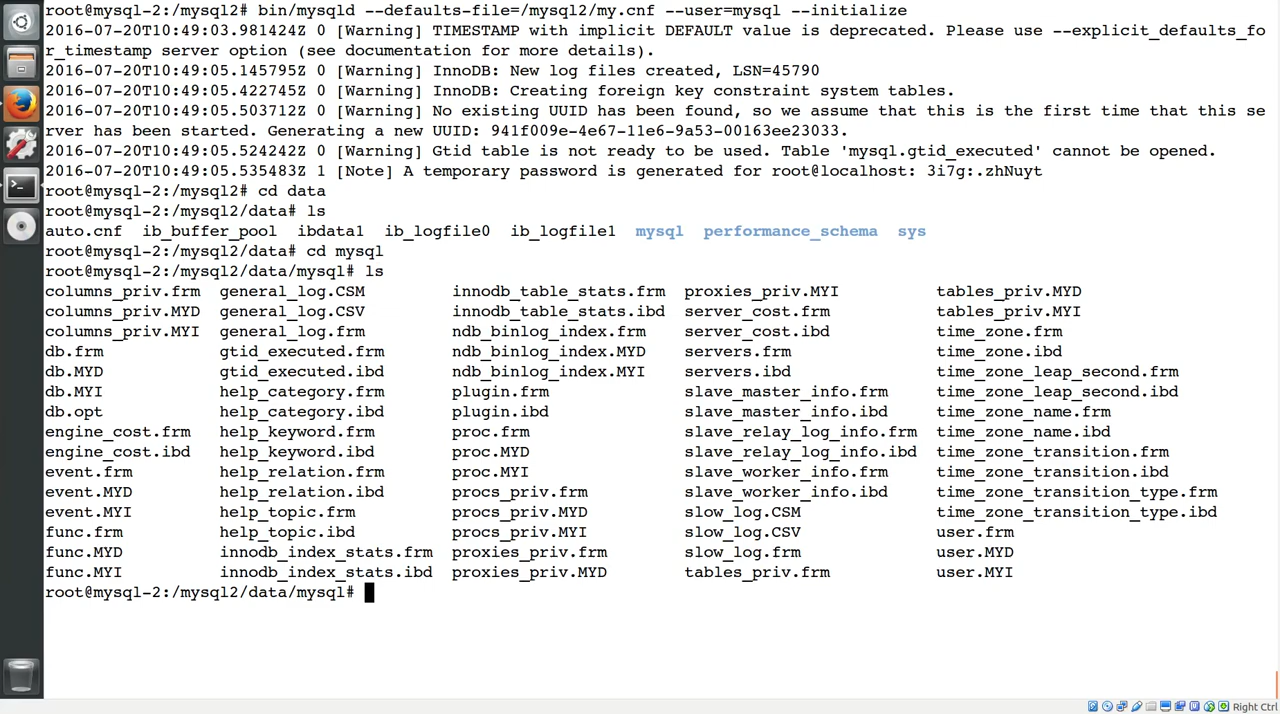 root@mysql-2:/mysql2# bin/mysqld --defaults-file=/mysql2/my.cnf --user=mysql --initialize
2016-07-20T10:49:03.981424Z 0 [Warning] TIMESTAMP with implicit DEFAULT value is deprecated. Please use --explicit_defaults_fo
r_timestamp server option (see documentation for more details).
2016-07-20T10:49:05.145795Z 0 [Warning] InnoDB: New log files created, LSN=45790
2016-07-20T10:49:05.422745Z 0 [Warning] InnoDB: Creating foreign key constraint system tables.
2016-07-20T10:49:05.503712Z 0 [Warning] No existing UUID has been found, so we assume that this is the first time that this se
rver has been started. Generating a new UUID: 941f009e-4e67-11e6-9a53-00163ee23033.
2016-07-20T10:49:05.524242Z 0 [Warning] Gtid table is not ready to be used. Table 'mysql.gtid_executed' cannot be opened.
2016-07-20T10:49:05.535483Z 1 [Note] A temporary password is generated for root@localhost: 3i7g:.zhNuyt
root@mysql-2:/mysql2# cd data
root@mysql-2:/mysql2/data# ls
auto.cnf ib_buffer_pool ibdata1 ib_logfile0 ib_logfile1 mysql performance_schema sys
root@mysql-2:/mysql2/data# cd mysql
root@mysql-2:/mysql2/data/mysql# ls
columns_priv.frm general_log.CSM innodb_table_stats.frm proxies_priv.MYI tables_priv.MYD
columns_priv.MYD general_log.CSV innodb_table_stats.ibd server_cost.frm tables_priv.MYI
columns_priv.MYI general_log.frm ndb_binlog_index.frm server_cost.ibd time_zone.frm
db.frm gtid_executed.frm ndb_binlog_index.MYD servers.frm time_zone.ibd
db.MYD gtid_executed.ibd ndb_binlog_index.MYI servers.ibd time_zone_leap_second.frm
db.MYI help_category.frm plugin.frm slave_master_info.frm time_zone_leap_second.ibd
db.opt help_category.ibd plugin.ibd slave_master_info.ibd time_zone_name.frm
engine_cost.frm help_keyword.frm proc.frm slave_relay_log_info.frm time_zone_name.ibd
engine_cost.ibd help_keyword.ibd proc.MYD slave_relay_log_info.ibd time_zone_transition.frm
event.frm help_relation.frm proc.MYI slave_worker_info.frm time_zone_transition.ibd
event.MYD help_relation.ibd procs_priv.frm slave_worker_info.ibd time_zone_transition_type.frm
event.MYI help_topic.frm procs_priv.MYD slow_log.CSM time_zone_transition_type.ibd
func.frm help_topic.ibd procs_priv.MYI slow_log.CSV user.frm
func.MYD innodb_index_stats.frm proxies_priv.frm slow_log.frm user.MYD
func.MYI innodb_index_stats.ibd proxies_priv.MYD tables_priv.frm user.MYI
root@mysql-2:/mysql2/data/mysql#
Right Ctrl